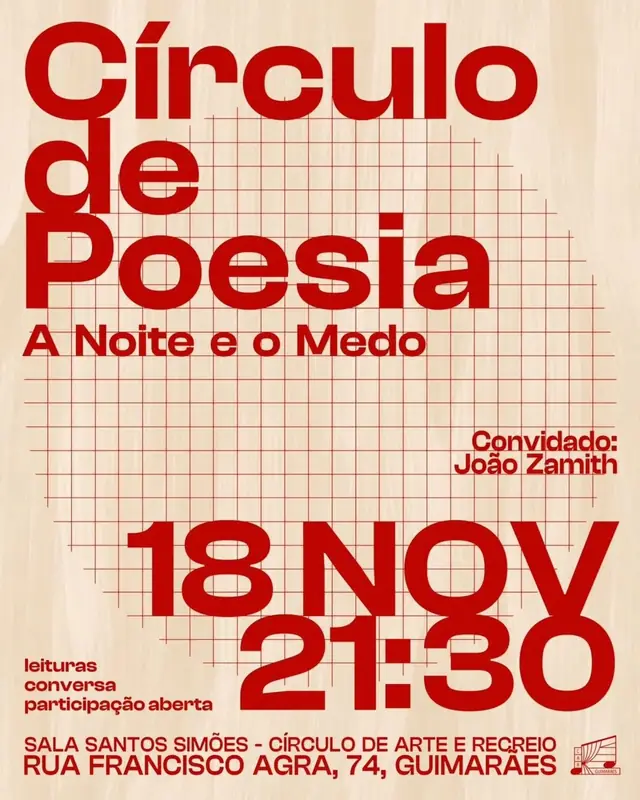 Círculo
de
Poesia
A Noite e o Medo
Convidado:
João Zamith
18 NOV
21:30
leituras
conversa
participação aberta
SALA SANTOS SIMÕES - CÍRCULO DE ARTE E RECREIO
RUA FRANCISCO AGRA, 74, GUIMARÃES
GUIMARÃES